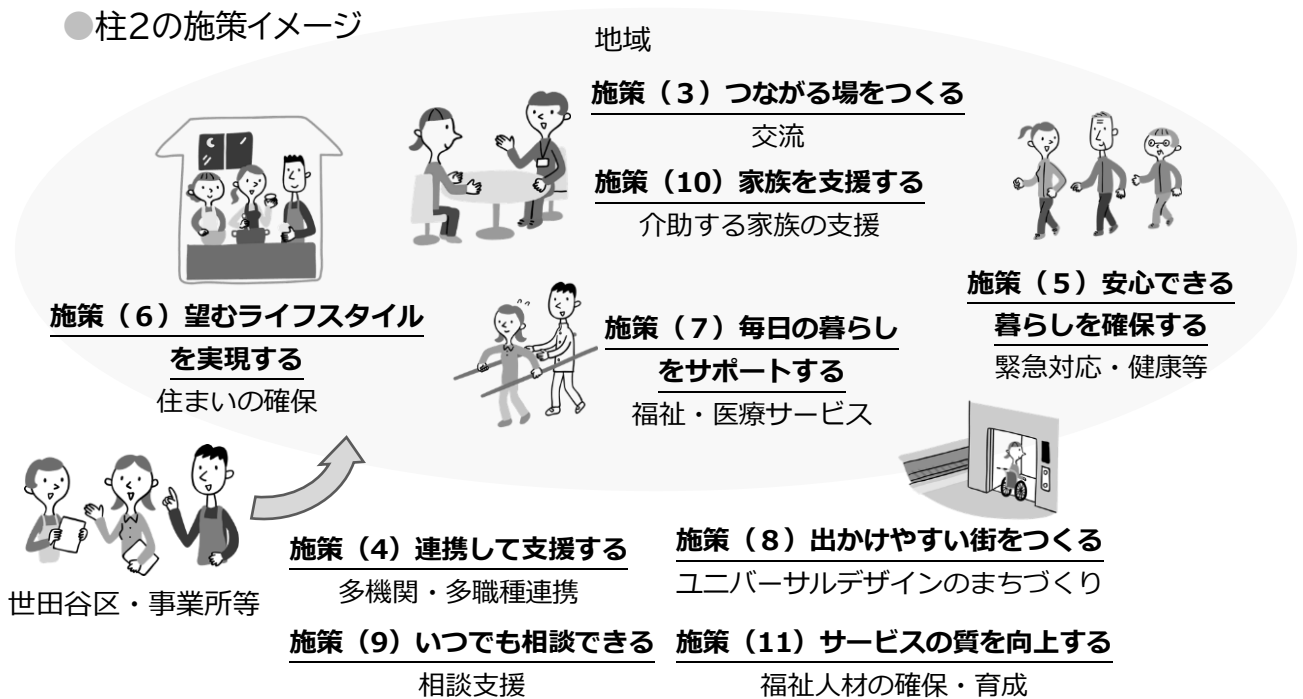 ●柱2の施策イメージ
地域
施策（３）つながる場をつくる
交流
施策（10）家族を支援する
介助する家族の支援
施策（６）望むライフスタイル
を実現する
住まいの確保
施策（７）毎日の暮らし
をサポートする
福祉・医療サービス
施策（５）安心できる
暮らしを確保する
緊急対応・健康等
世田谷区・事業所等
施策（４）連携して支援する
多機関・多職種連携
施策（８）出かけやすい街をつくる
ユニバーサルデザインのまちづくり
施策（９）いつでも相談できる
相談支援
施策（11）サービスの質を向上する
福祉人材の確保・育成